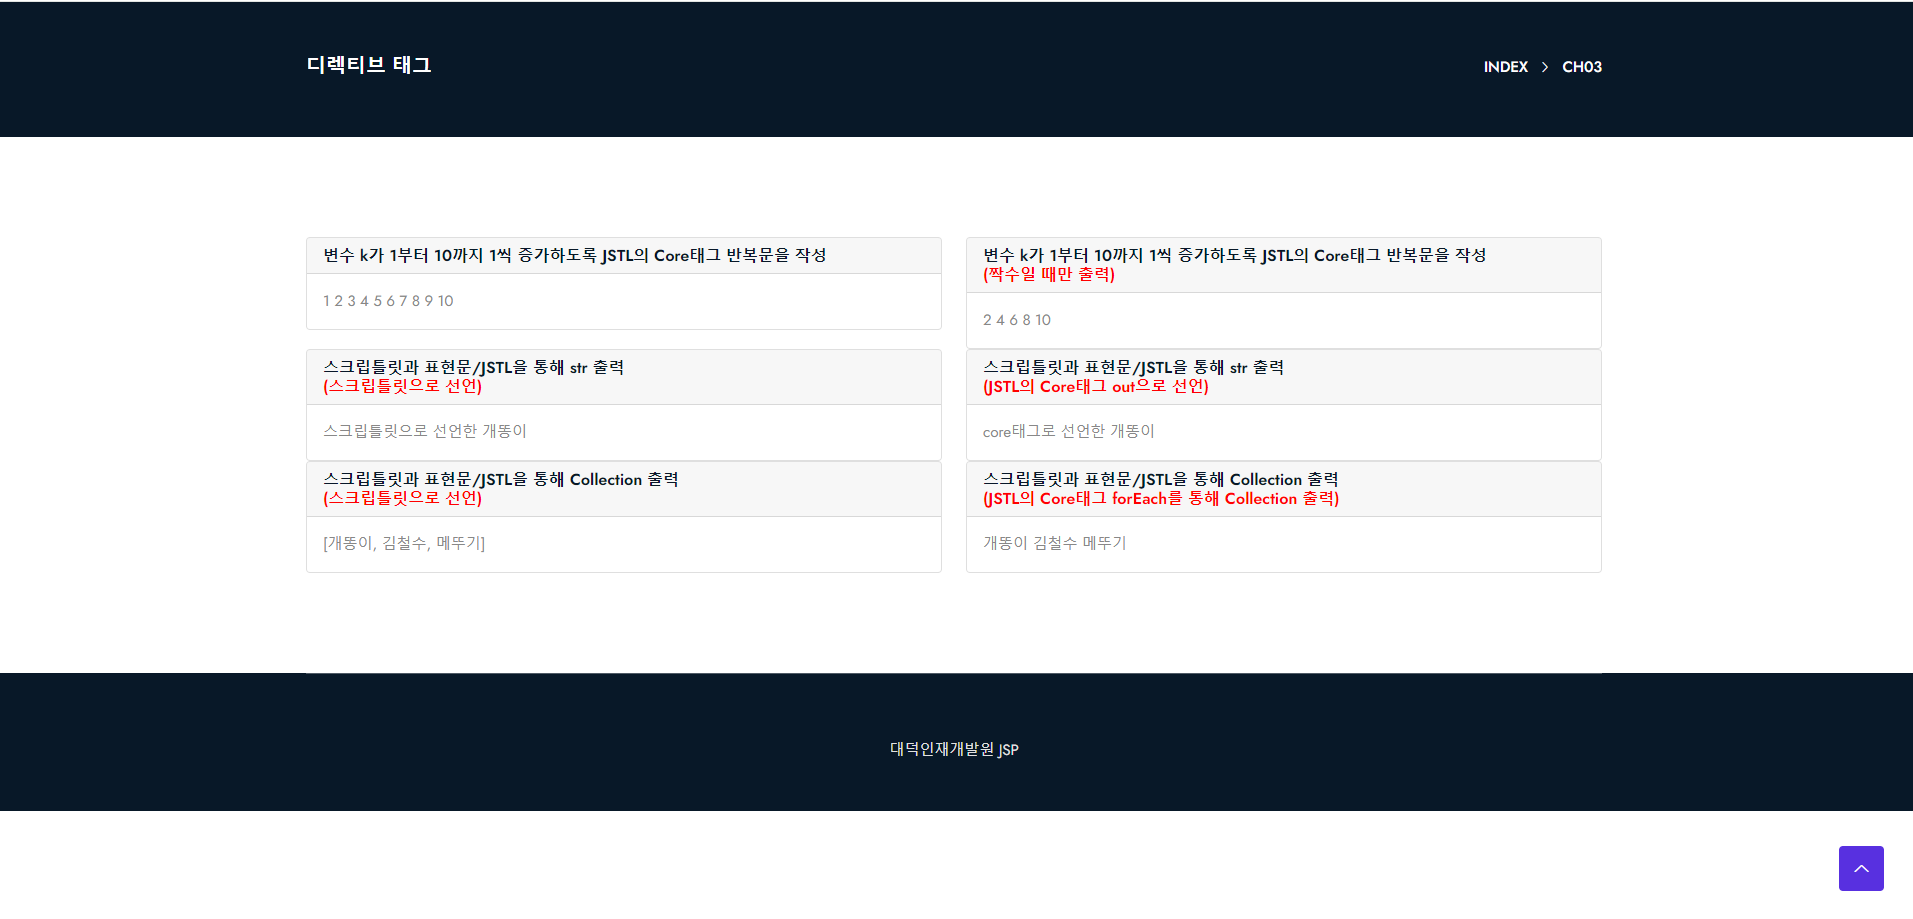 디렉티브 태그
INDEX > CH03
변수 k가 1부터 10까지 1씩 증가하도록 JSTL의 Core태그 반복문을 작성
1 2 3 4 5 6 7 8 9 10
변수 k가 1부터 10까지 1씩 증가하도록 JSTL의 Core태그 반복문을 작성
(짝수일 때만 출력)
2 4 6 8 10
스크립틀릿과 표현문/JSTL을 통해 str 출력
(스크립틀릿으로 선언)
스크립틀릿으로 선언한 개똥이
스크립틀릿과 표현문/JSTL을 통해 str 출력
(JSTL의 Core태그 out으로 선언)
core태그로 선언한 개똥이
스크립틀릿과 표현문/JSTL을 통해 Collection 출력
(스크립틀릿으로 선언)
[개똥이, 김철수, 메뚜기]
스크립틀릿과 표현문/JSTL을 통해 Collection 출력
(JSTL의 Core태그 forEach를 통해 Collection 출력)
개똥이 김철수 메뚜기
대덕인재개발원 JSP